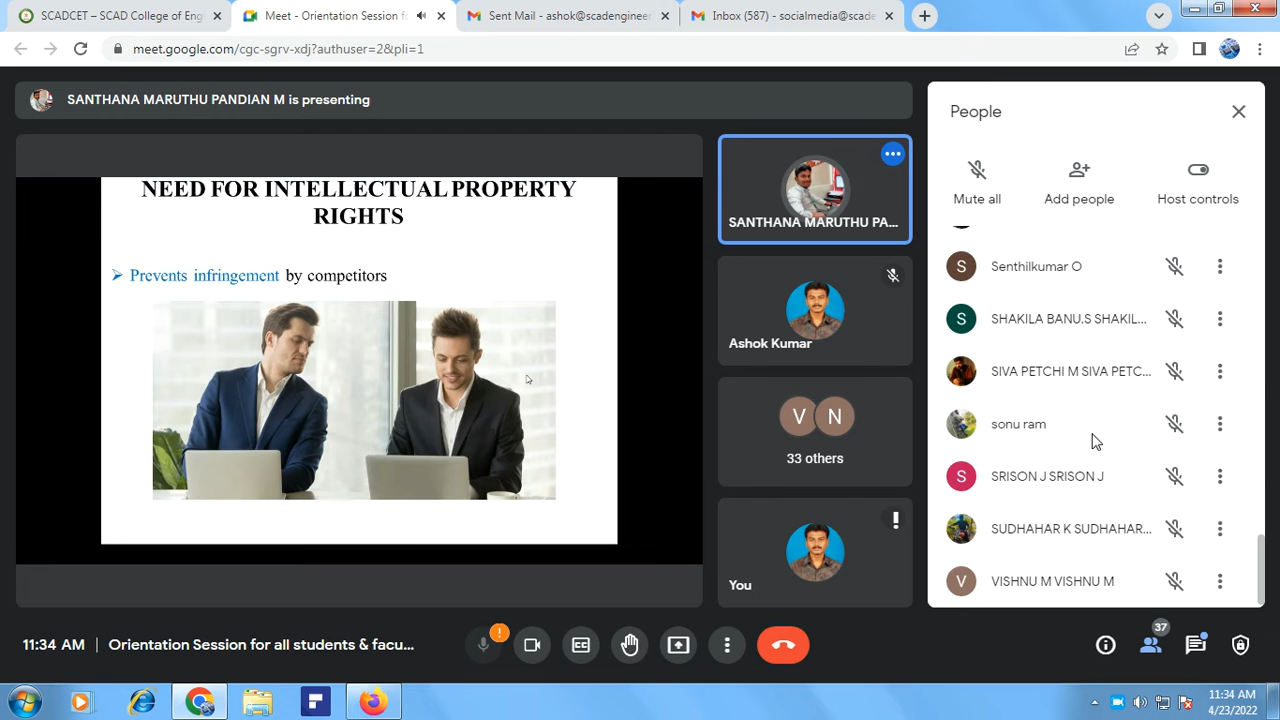 SCADCET - SCAD College of Eng
Meet - Orientation Session fo
Sent Mail - ashok@scadengineer
Inbox (587) - socialmedia@scade
meet.google.com/cgc-sgrv-xdj?authuser=2&pli=1
SANTHANA MARUTHU PANDIAN M is presenting
NEED FOR INTELLECTUAL PROPERTY
RIGHTS
Prevents infringement by competitors
SANTHANA MARUTHU PA...
Ashok Kumar
V N
33 others
You
People
Mute all
Add people
Host controls
S Senthilkumar O
S SHAKILA BANU.S SHAKIL...
SIVA PETCHI M SIVA PETC...
sonu ram
S SRISON J SRISON J
SUDHAHAR K SUDHAHAR...
V VISHNU M VISHNU M
11:34 AM | Orientation Session for all students & facu...
CC
37
11:34 AM
4/23/2022